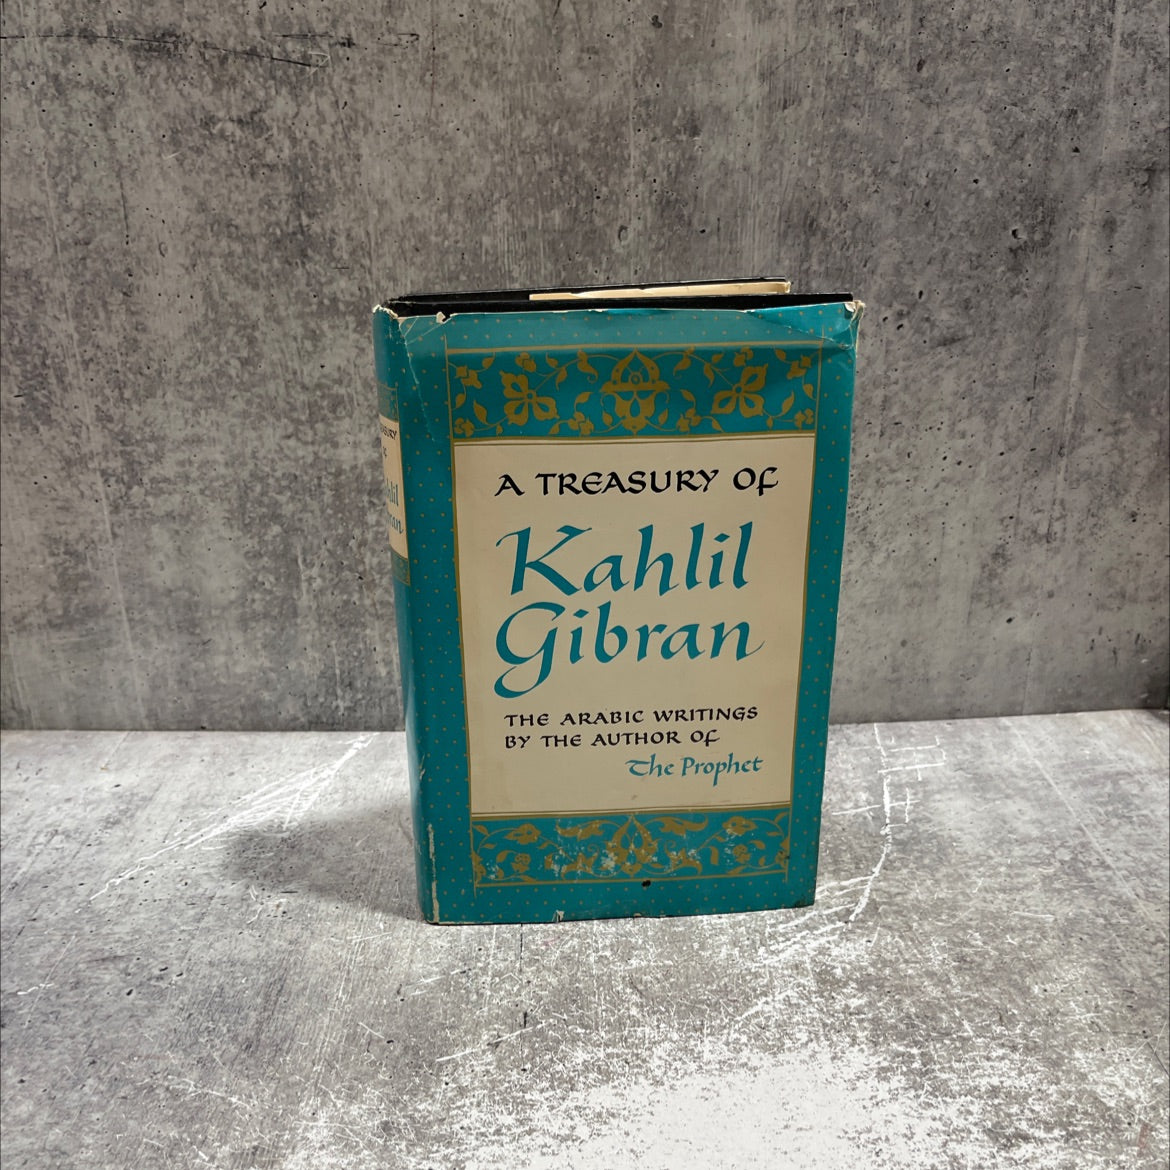 A TREASURY OF
Kahlil
Gibran
THE ARABIC WRITINGS
BY THE AUTHOR OF
The Prophet